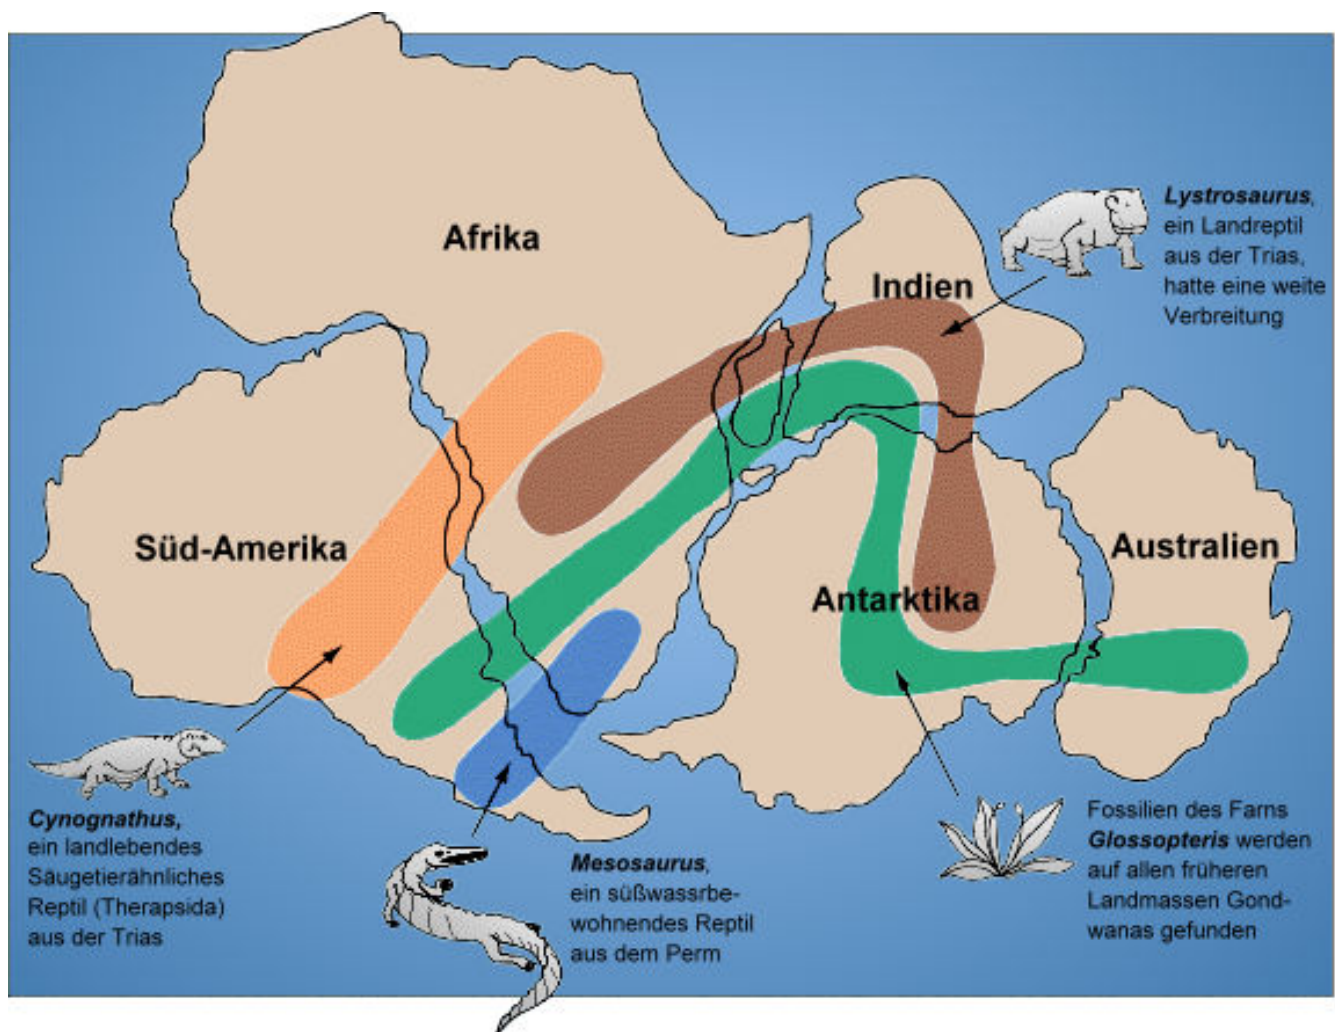 Afrika
Indien
Süd-Amerika
Antarktika
Australien
Lystrosaurus,
ein Landreptil
aus der Trias,
hatte eine weite
Verbreitung
Cynognathus,
ein landlebendes
Säugetierähnliches
Reptil (Therapsida)
aus der Trias
Mesosaurus,
ein süßwassrbe-
wohnendes Reptil
aus dem Perm
Fossilien des Farns
Glossopteris werden
auf allen früheren
Landmassen Gond-
wanas gefunden